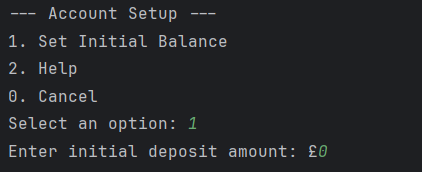 --- Account Setup ---
1. Set Initial Balance
2. Help
0. Cancel
Select an option: 1
Enter initial deposit amount: £0